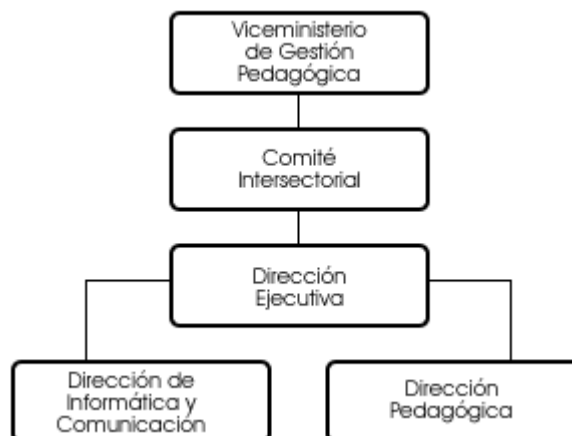 Viceministerio
de Gestión
Pedagógica
Comité
Intersectorial
Dirección
Ejecutiva
Dirección de
Informática y
Comunicación
Dirección
Pedagógica